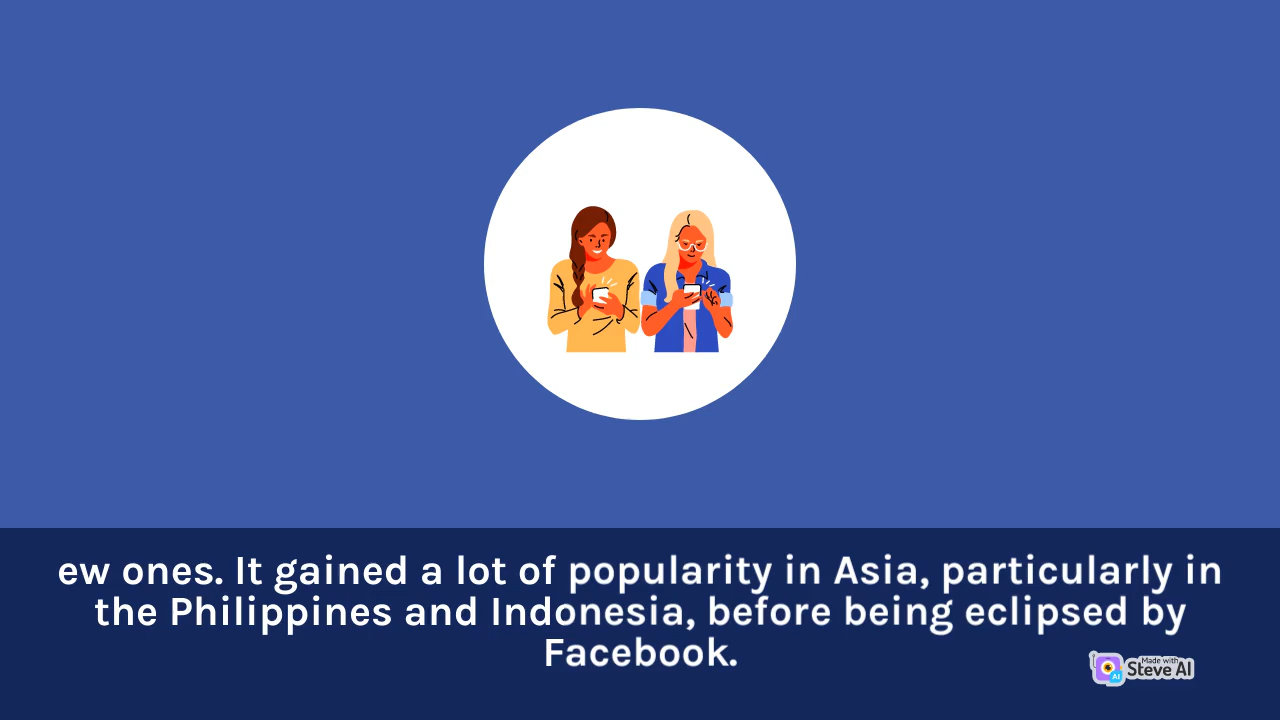 ew ones. It gained a lot of popularity in Asia, particularly in
the Philippines and Indonesia, before being eclipsed by
Facebook.
Made with
Steve AI
AI